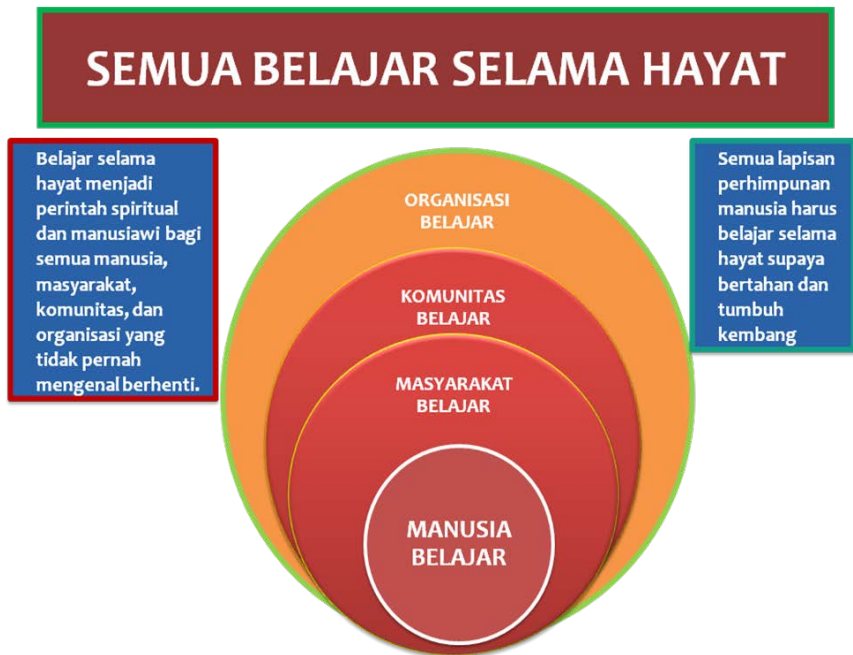 SEMUA BELAJAR SELAMA HAYAT
Belajar selama
hayat menjadi
perintah spiritual
dan manusiawi bagi
semua manusia,
masyarakat,
komunitas, dan
organisasi yang
tidak pernah
mengenal berhenti.
ORGANISASI
BELAJAR
KOMUNITAS
BELAJAR
MASYARAKAT
BELAJAR
MANUSIA
BELAJAR
Semua lapisan
perhimpunan
manusia harus
belajar selama
hayat supaya
bertahan dan
tumbuh
kembang